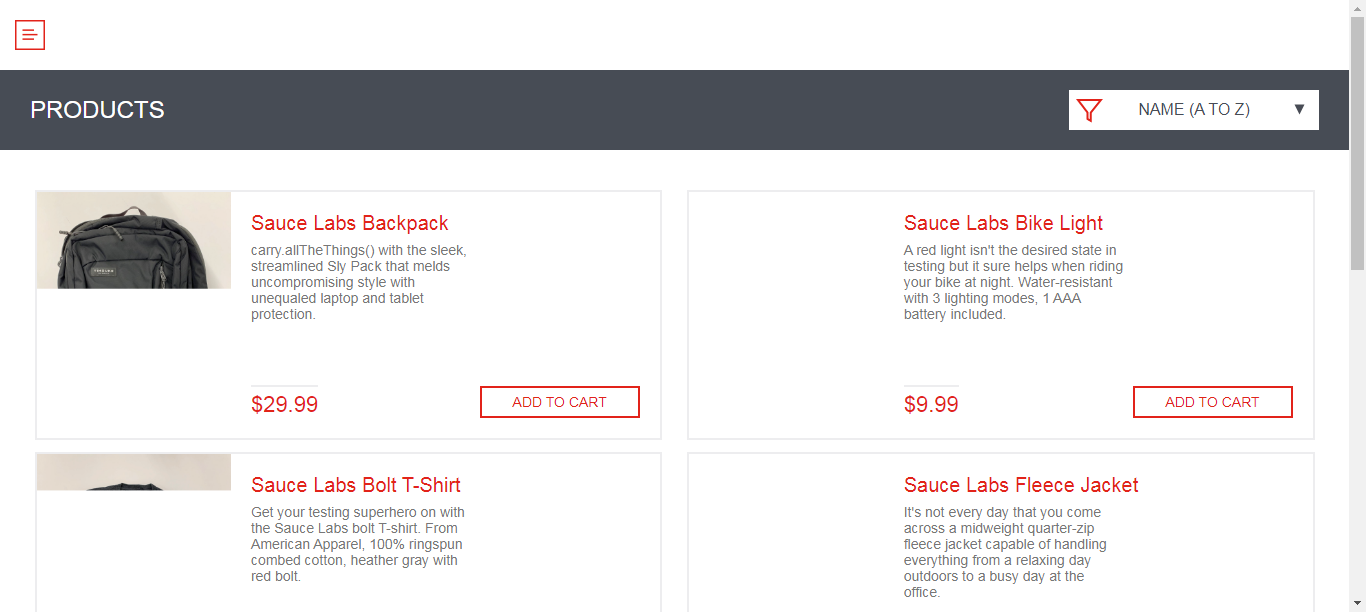 PRODUCTS
NAME (A TO Z)
Sauce Labs Backpack
carry.allTheThings() with the sleek,
streamlined Sly Pack that melds
uncompromising style with
unequaled laptop and tablet
protection.
$29.99
ADD TO CART
Sauce Labs Bike Light
A red light isn't the desired state in
testing but it sure helps when riding
your bike at night. Water-resistant
with 3 lighting modes, 1 AAA
battery included.
$9.99
ADD TO CART
Sauce Labs Bolt T-Shirt
Get your testing superhero on with
the Sauce Labs bolt T-shirt. From
American Apparel, 100% ringspun
combed cotton, heather gray with
red bolt.
Sauce Labs Fleece Jacket
It's not every day that you come
across a midweight quarter-zip
fleece jacket capable of handling
everything from a relaxing day
outdoors to a busy day at the
office.